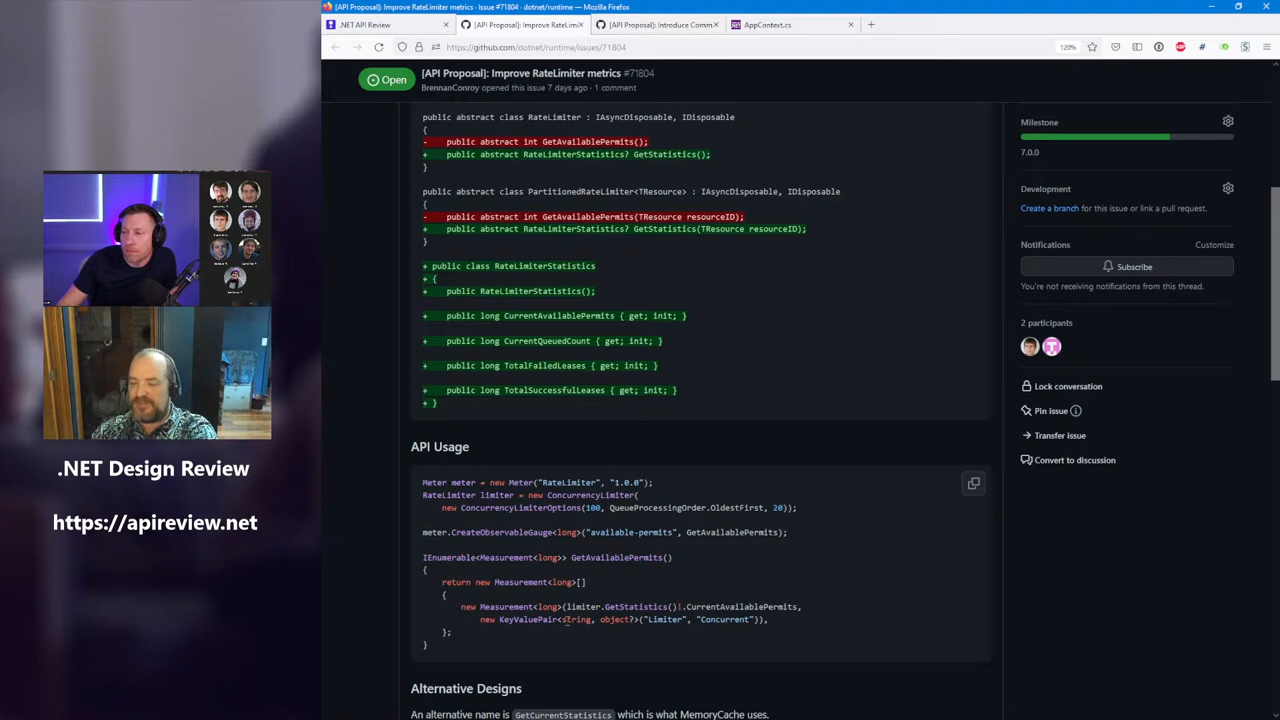 [API Proposal]: Improve RateLimiter metrics · Issue #71804 · dotnet/runtime — Mozilla Firefox
.NET API Review
[API Proposal]: Improve RateLimi
[API Proposal]: Introduce Comm
AppContext.cs
https://github.com/dotnet/runtime/issues/71804
120%
Open
[API Proposal]: Improve RateLimiter metrics #71804
BrennanConroy opened this issue 7 days ago · 1 comment
public abstract class RateLimiter : IAsyncDisposable, IDisposable
{
- public abstract int GetAvailablePermits();
+ public abstract RateLimiterStatistics? GetStatistics();
}
public abstract class PartitionedRateLimiter<TResource> : IAsyncDisposable, IDisposable
{
- public abstract int GetAvailablePermits(TResource resourceID);
+ public abstract RateLimiterStatistics? GetStatistics(TResource resourceID);
}
+ public class RateLimiterStatistics
+ {
+ public RateLimiterStatistics();
+ public long CurrentAvailablePermits { get; init; }
+ public long CurrentQueuedCount { get; init; }
+ public long TotalFailedLeases { get; init; }
+ public long TotalSuccessfulLeases { get; init; }
+ }
API Usage
Meter meter = new Meter("RateLimiter", "1.0.0");
RateLimiter limiter = new ConcurrencyLimiter(
new ConcurrencyLimiterOptions(100, QueueProcessingOrder.OldestFirst, 20));
meter.CreateObservableGauge<long>("available-permits", GetAvailablePermits);
IEnumerable<Measurement<long>> GetAvailablePermits()
{
return new Measurement<long>[]
{
new Measurement<long>(limiter.GetStatistics()!.CurrentAvailablePermits,
new KeyValuePair<string, object?>("Limiter", "Concurrent")),
};
}
Alternative Designs
An alternative name is GetCurrentStatistics which is what MemoryCache uses.
Milestone
7.0.0
Development
Create a branch for this issue or link a pull request.
Notifications
Customize
Subscribe
You're not receiving notifications from this thread.
2 participants
Lock conversation
Pin issue
Transfer issue
Convert to discussion
.NET Design Review
https://apireview.net